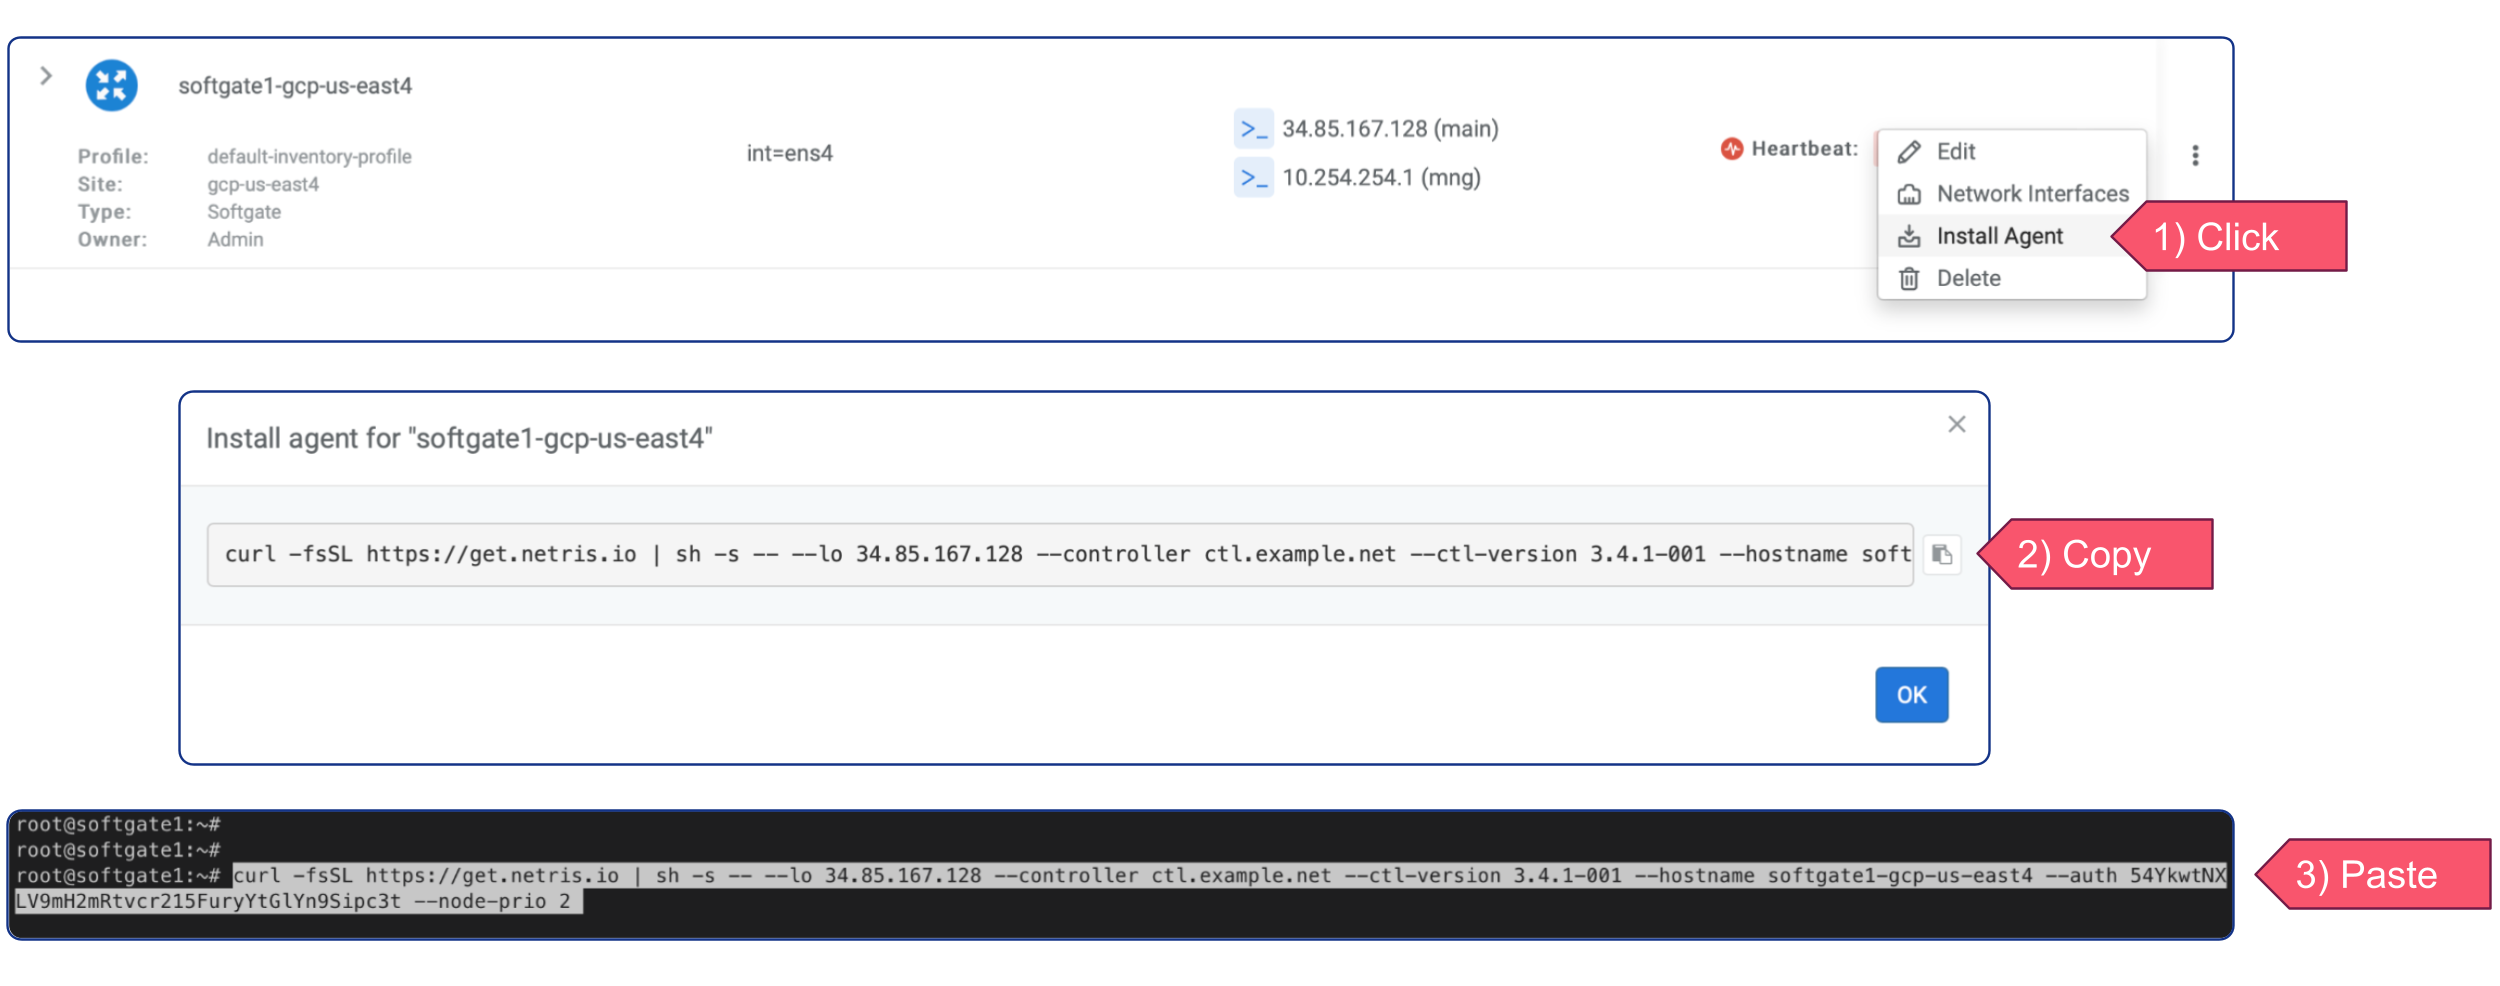 softgate1-gcp-us-east4
Profile: default-inventory-profile
Site: gcp-us-east4
Type: Softgate
Owner: Admin
int=ens4
>_ 34.85.167.128 (main)
>_ 10.254.254.1 (mng)
Heartbeat:
Edit
Network Interfaces
Install Agent
Delete
1) Click
Install agent for "softgate1-gcp-us-east4"
curl -fsSL https://get.netris.io | sh -s -- --lo 34.85.167.128 --controller ctl.example.net --ctl-version 3.4.1-001 --hostname soft
2) Copy
OK
root@softgate1:~#
root@softgate1:~#
root@softgate1:~# curl -fsSL https://get.netris.io | sh -s -- --lo 34.85.167.128 --controller ctl.example.net --ctl-version 3.4.1-001 --hostname softgate1-gcp-us-east4 --auth 54YkwtNX
LV9mH2mRtvcr215FuryYtGlYn9Sipc3t --node-prio 2
3) Paste